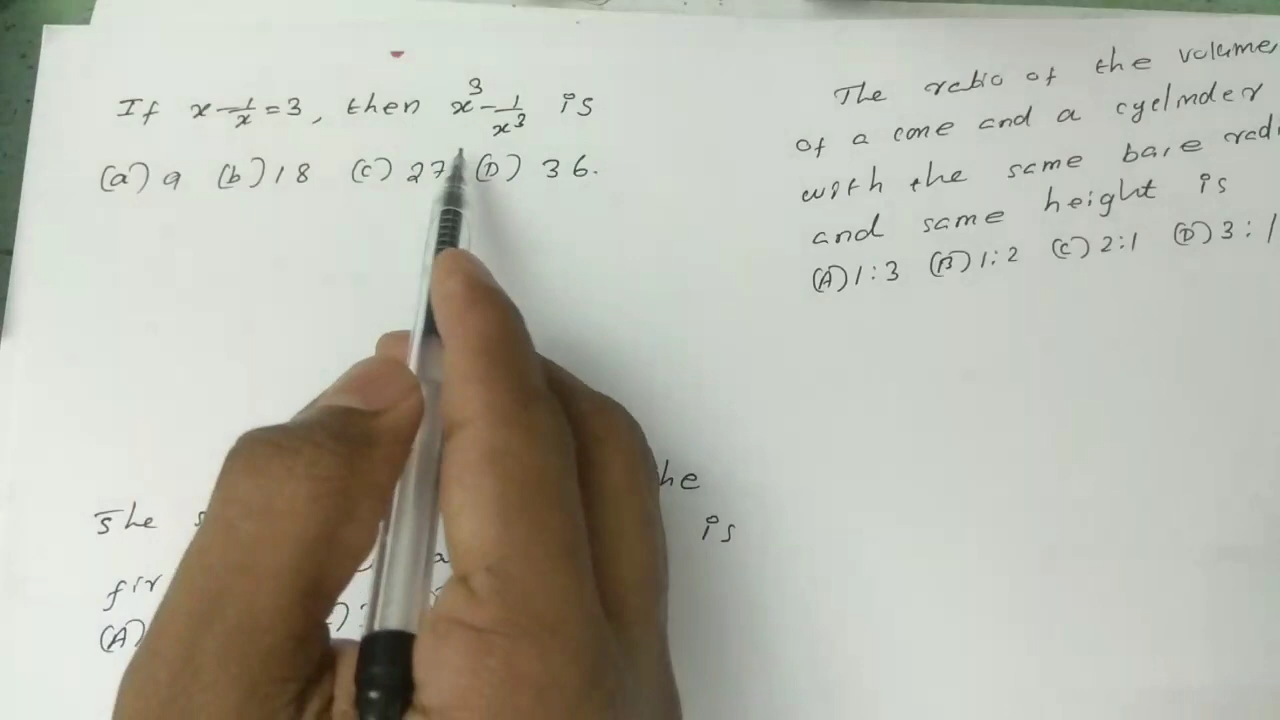 If x - 1/x = 3, then x³ - 1/x³ is
(a) 9 (b) 18 (c) 27 (D) 36.
The ratio of the volume
of a cone and a cyelinder
with the same base radi
and same height is
(A) 1:3 (B) 1:2 (C) 2:1 (D) 3:1
The
he
is
fir
(A)